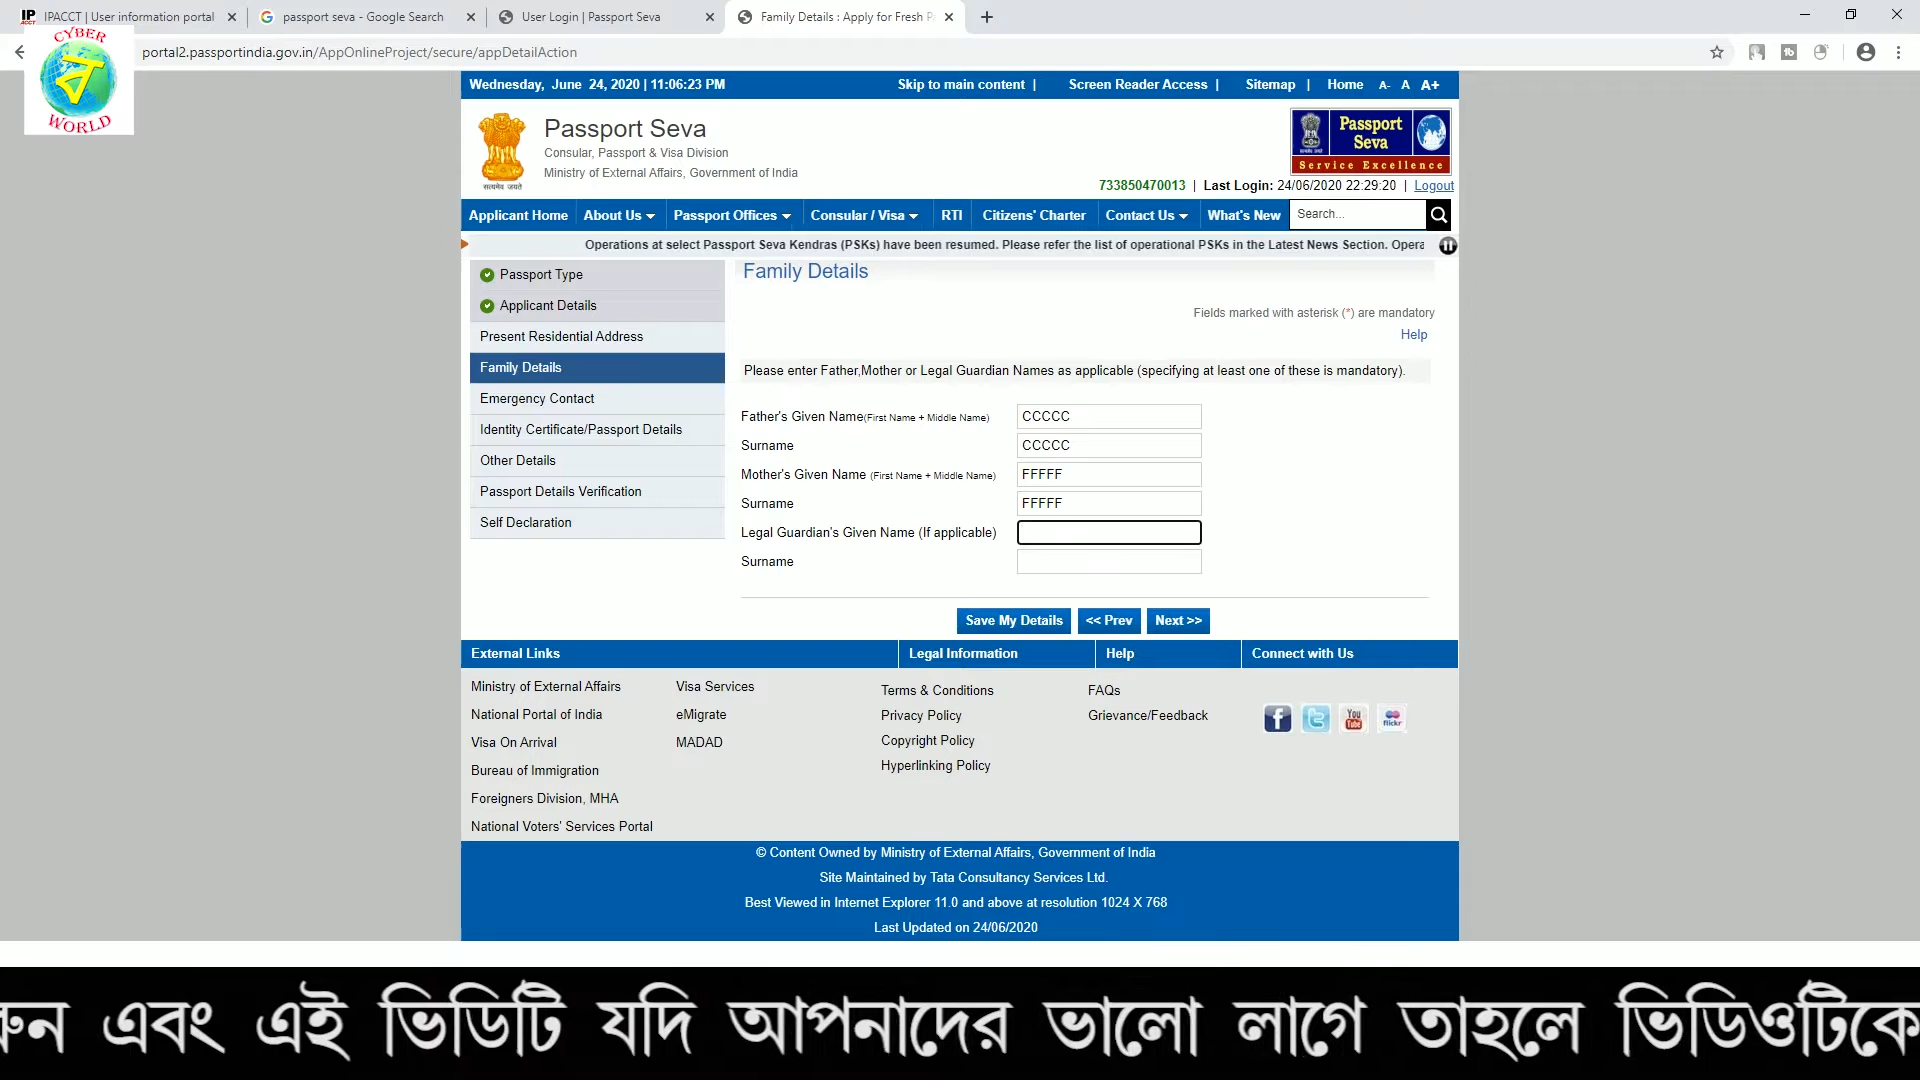 IPACCT | User information portal
passport seva - Google Search
User Login | Passport Seva
Family Details : Apply for Fresh P
portal2.passportindia.gov.in/AppOnlineProject/secure/appDetailAction
CYBER
ব
WORLD
Wednesday, June 24, 2020 | 11:06:23 PM
Skip to main content |
Screen Reader Access |
Sitemap |
Home
A- A A+
Passport Seva
Consular, Passport & Visa Division
Ministry of External Affairs, Government of India
सत्यमेव जयते
Passport
Seva
Service Excellence
733850470013 | Last Login: 24/06/2020 22:29:20 | Logout
Applicant Home
About Us
Passport Offices
Consular / Visa
RTI
Citizens' Charter
Contact Us
What's New
Search...
Operations at select Passport Seva Kendras (PSKs) have been resumed. Please refer the list of operational PSKs in the Latest News Section. Opera
Passport Type
Applicant Details
Present Residential Address
Family Details
Emergency Contact
Identity Certificate/Passport Details
Other Details
Passport Details Verification
Self Declaration
Family Details
Fields marked with asterisk (*) are mandatory
Help
Please enter Father,Mother or Legal Guardian Names as applicable (specifying at least one of these is mandatory).
Father's Given Name(First Name + Middle Name) CCCCC
Surname CCCCC
Mother's Given Name (First Name + Middle Name) FFFFF
Surname FFFFF
Legal Guardian's Given Name (If applicable)
Surname
Save My Details
<< Prev
Next >>
External Links
Legal Information
Help
Connect with Us
Ministry of External Affairs
National Portal of India
Visa On Arrival
Bureau of Immigration
Foreigners Division, MHA
National Voters' Services Portal
Visa Services
eMigrate
MADAD
Terms & Conditions
Privacy Policy
Copyright Policy
Hyperlinking Policy
FAQs
Grievance/Feedback
You Tube
flickr
© Content Owned by Ministry of External Affairs, Government of India
Site Maintained by Tata Consultancy Services Ltd.
Best Viewed in Internet Explorer 11.0 and above at resolution 1024 X 768
Last Updated on 24/06/2020
এবং এই ভিডিটি যদি আপনাদের ভালো লাগে তাহলে ভিডিওটিকে